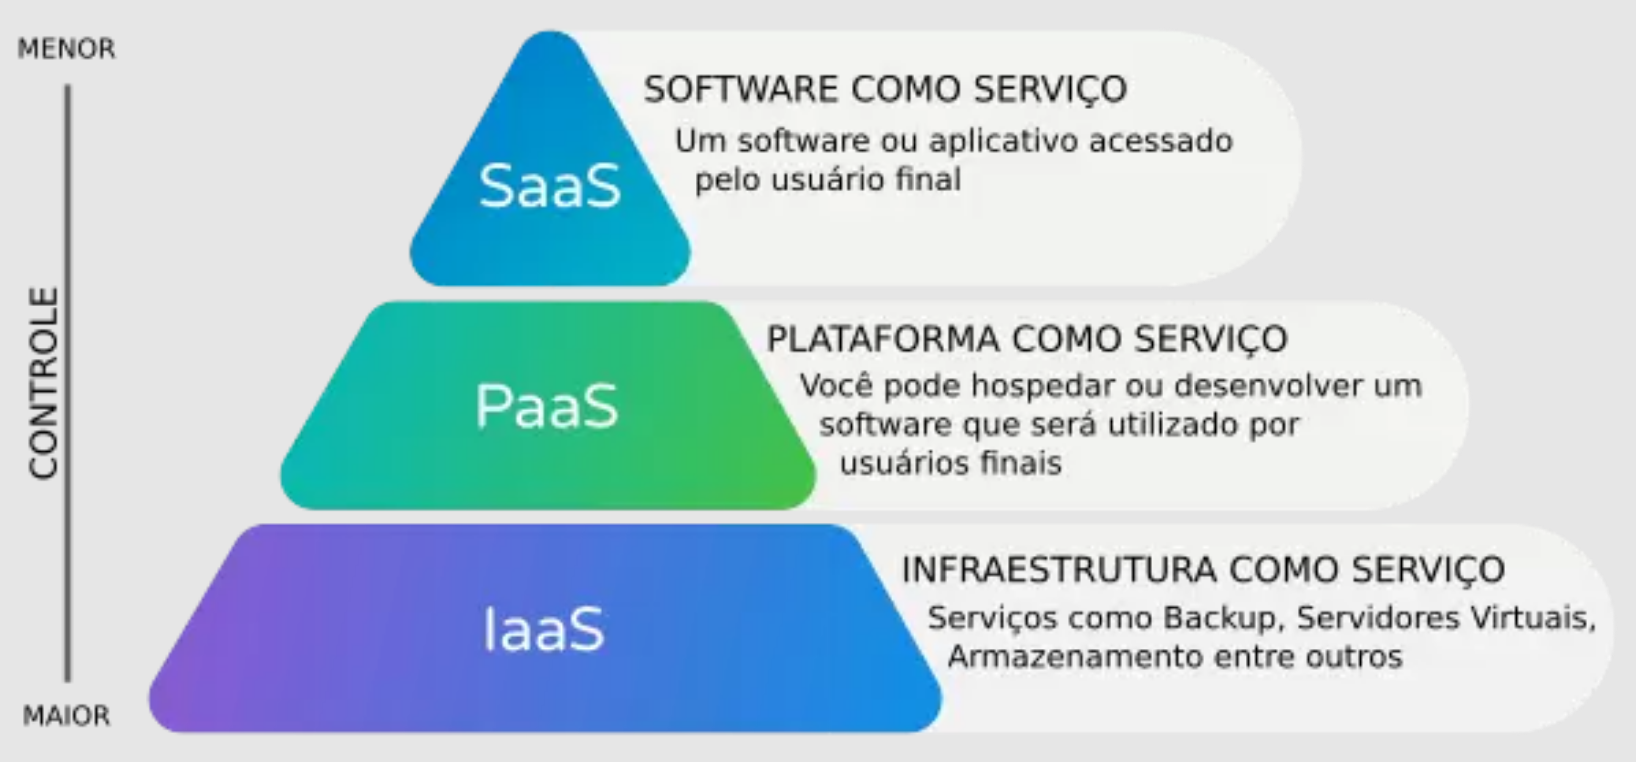 MENOR
SOFTWARE COMO SERVIÇO
Um software ou aplicativo acessado
pelo usuário final
SaaS
CONTROLE
PLATAFORMA COMO SERVIÇO
Você pode hospedar ou desenvolver um
software que será utilizado por
usuários finais
PaaS
INFRAESTRUTURA COMO SERVIÇO
Serviços como Backup, Servidores Virtuais,
Armazenamento entre outros
IaaS
MAIOR